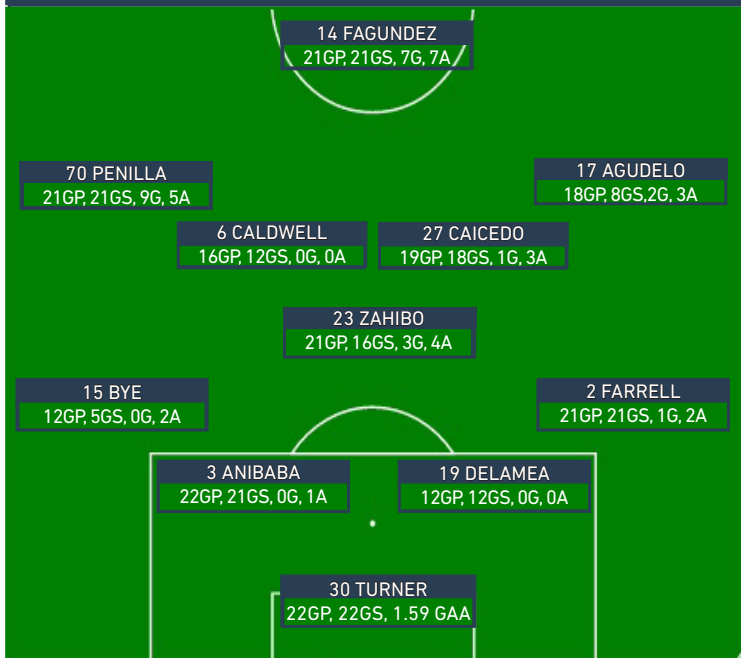 14 FAGUNDEZ
21GP, 21GS, 7G, 7A
70 PENILLA
21GP, 21GS, 9G, 5A
17 AGUDELO
18GP, 8GS,2G, 3A
6 CALDWELL
16GP, 12GS, 0G, 0A
27 CAICEDO
19GP, 18GS, 1G, 3A
23 ZAHIBO
21GP, 16GS, 3G, 4A
15 BYE
12GP, 5GS, 0G, 2A
2 FARRELL
21GP, 21GS, 1G, 2A
3 ANIBABA
22GP, 21GS, 0G, 1A
19 DELAMEA
12GP, 12GS, 0G, 0A
30 TURNER
22GP, 22GS, 1.59 GAA